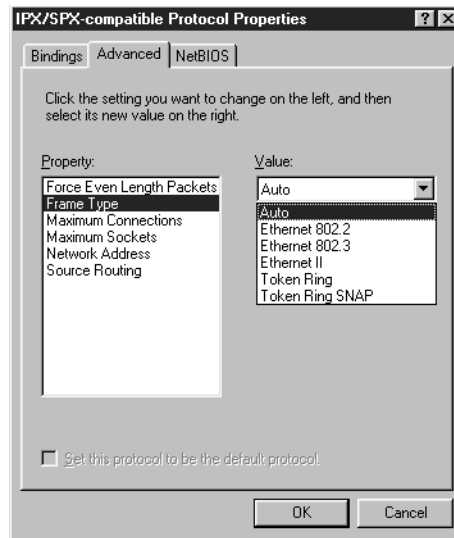 IPX/SPX-compatible Protocol Properties
Bindings Advanced NetBIOS
Click the setting you want to change on the left, and then
select its new value on the right.
Property: Value:
Force Even Length Packets Auto
Frame Type Auto
Maximum Connections Ethernet 802.2
Maximum Sockets Ethernet 802.3
Network Address Ethernet II
Source Routing Token Ring
Token Ring SNAP
Set this protocol to be the default protocol.
OK Cancel